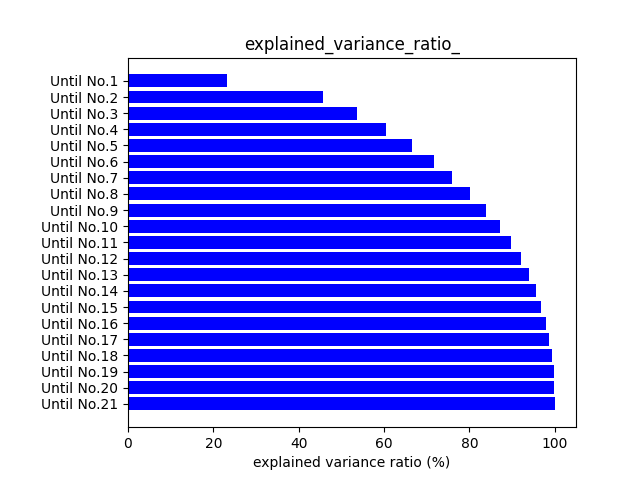 explained_variance_ratio_
Until No.1
Until No.2
Until No.3
Until No.4
Until No.5
Until No.6
Until No.7
Until No.8
Until No.9
Until No.10
Until No.11
Until No.12
Until No.13
Until No.14
Until No.15
Until No.16
Until No.17
Until No.18
Until No.19
Until No.20
Until No.21
0 20 40 60 80 100
explained variance ratio (%)